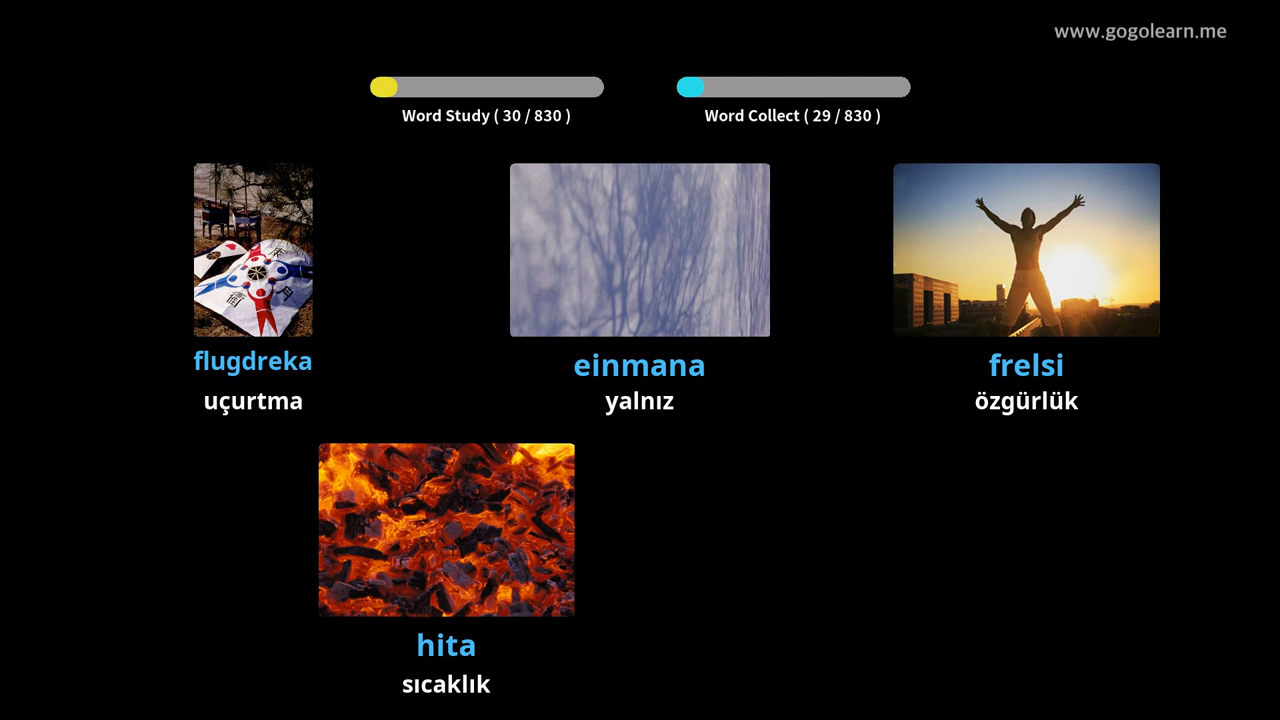 www.gogolearn.me
Word Study ( 30 / 830 )
Word Collect ( 29 / 830 )
flugdreka
uçurtma
einmana
yalnız
frelsi
özgürlük
hita
sıcaklık